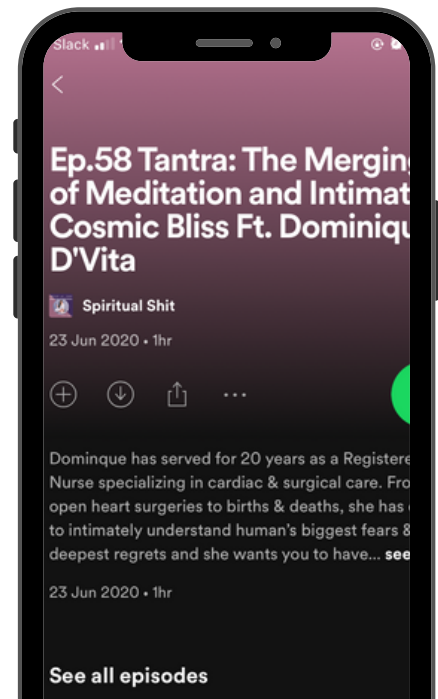 Slack
Ep.58 Tantra: The Merging
of Meditation and Intimat
Cosmic Bliss Ft. Dominiqu
D'Vita
Spiritual Shit
23 Jun 2020 • 1hr
Dominque has served for 20 years as a Registere
Nurse specializing in cardiac & surgical care. Fro
open heart surgeries to births & deaths, she has
to intimately understand human's biggest fears &
deepest regrets and she wants you to have... see
23 Jun 2020 • 1hr
See all episodes